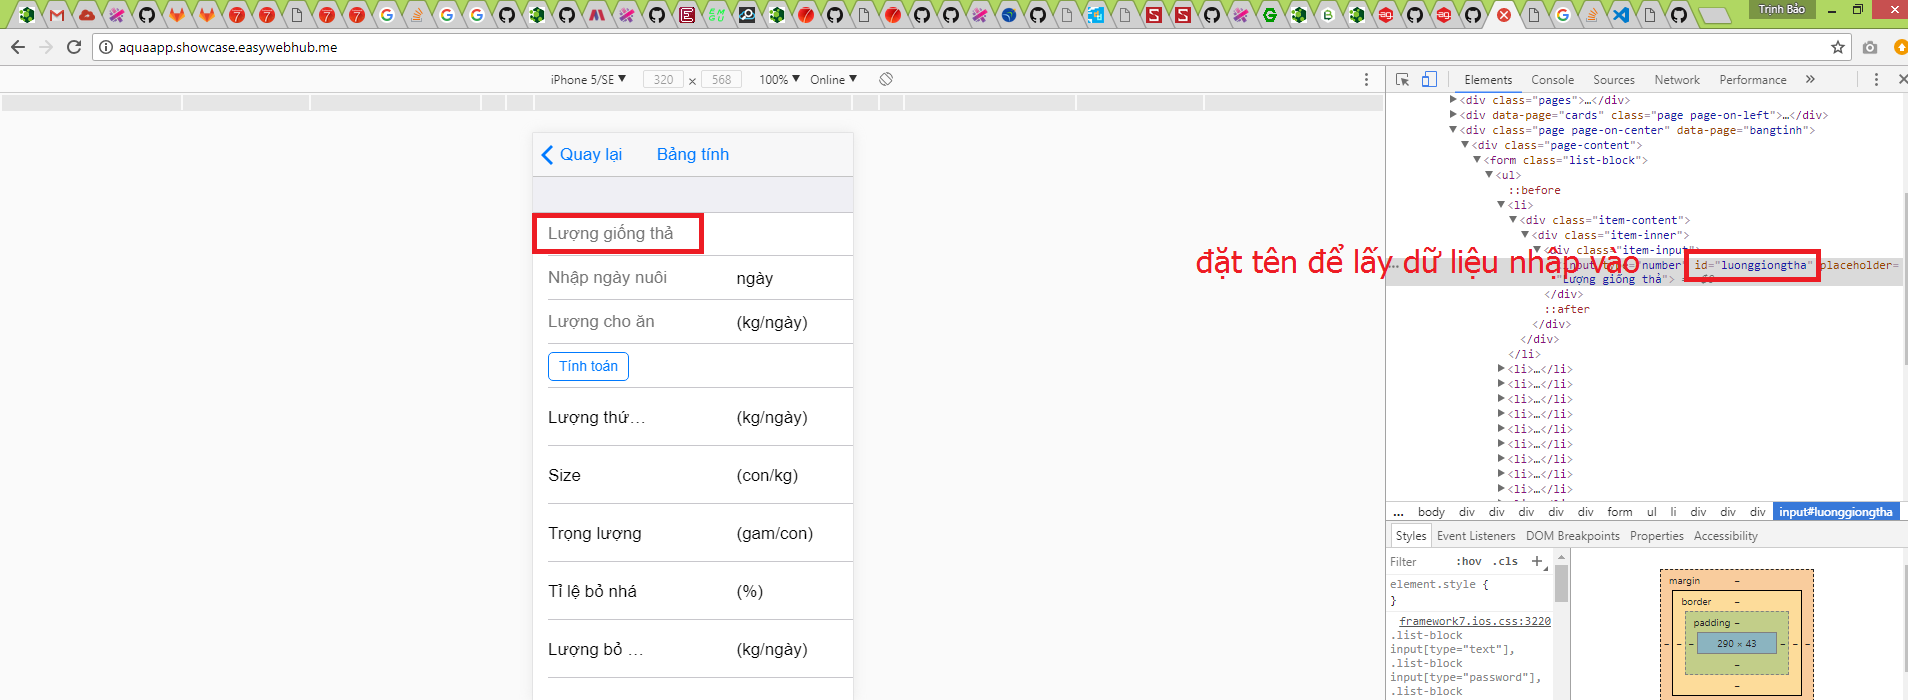 Trịnh Bảo
aquaapp.showcase.easywebhub.me
iPhone 5/SE ▼ 320 × 568 100% ▼ Online ▼
Elements Console Sources Network Performance »
Quay lại Bảng tính
Lượng giống thả
Nhập ngày nuôi ngày
Lượng cho ăn (kg/ngày)
Tính toán
Lượng thứ… (kg/ngày)
Size (con/kg)
Trọng lượng (gam/con)
Tỉ lệ bỏ nhá (%)
Lượng bỏ … (kg/ngày)
đặt tên để lấy dữ liệu nhập vào
▶<div class="pages">…</div>
▶<div data-page="cards" class="page page-on-left">…</div>
▼<div class="page page-on-center" data-page="bangtinh">
▼<div class="page-content">
▼<form class="list-block">
▼<ul>
::before
▼<li>
▼<div class="item-content">
▼<div class="item-inner">
▼<div class="item-input">
<input type="number" id="luonggiongtha" placeholder=
"Lượng giống thả"> == $0
</div>
::after
</div>
</div>
</li>
▶<li>…</li>
▶<li>…</li>
▶<li>…</li>
▶<li>…</li>
▶<li>…</li>
▶<li>…</li>
▶<li>…</li>
▶<li>…</li>
▶<li>…</li>
… body div div div div form ul li div div div input#luonggiongtha
Styles Event Listeners DOM Breakpoints Properties Accessibility
Filter :hov .cls +
element.style {
}
framework7.ios.css:3220
.list-block
input[type="text"],
.list-block
input[type="password"],
.list-block
margin –
border –
padding –
– – – 290 × 43 – – –
–
–